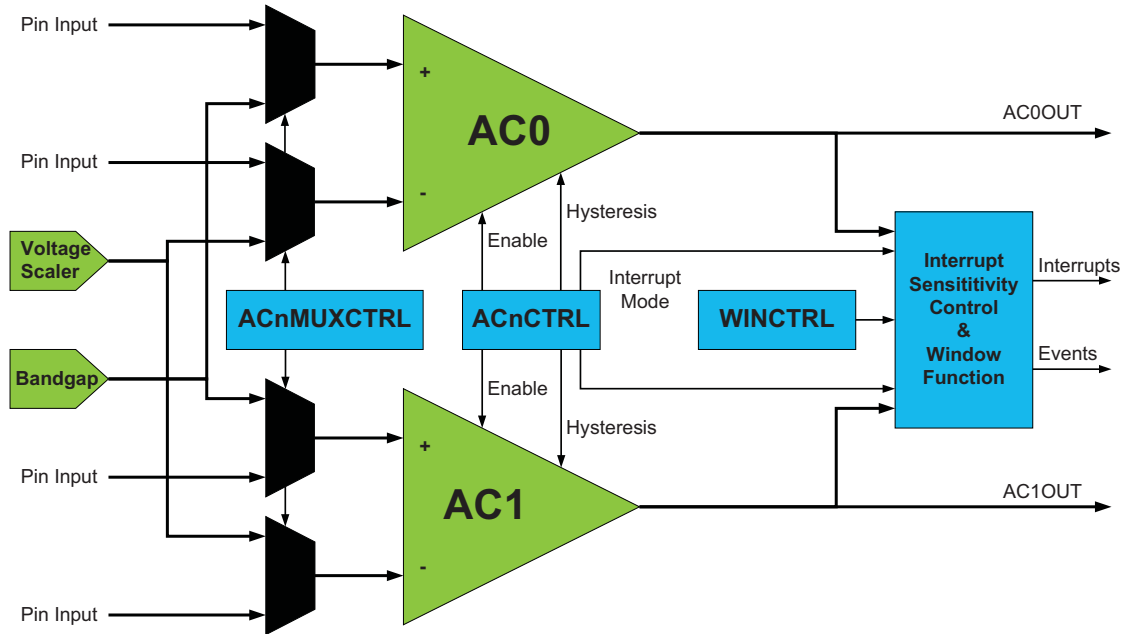 Pin Input
+
AC0
AC0OUT
Pin Input
-
Hysteresis
Enable
Voltage
Scaler
Interrupt
Sensititivity
Control
&
Window
Function
Interrupts
Interrupt
Mode
ACnMUXCTRL
ACnCTRL
WINCTRL
Events
Bandgap
Enable
Hysteresis
+
Pin Input
AC1
AC1OUT
-
Pin Input